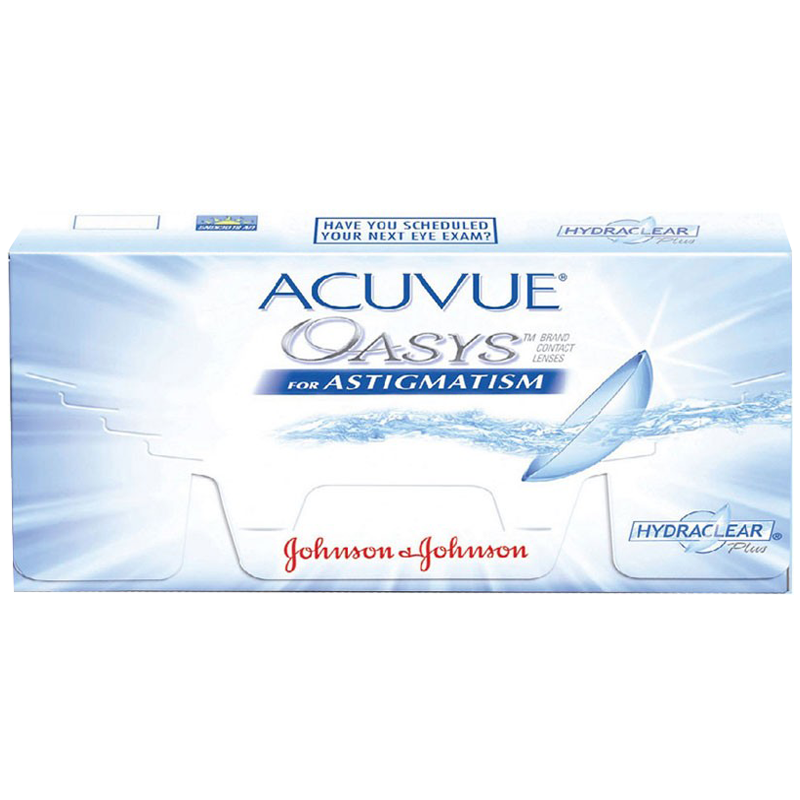 HAVE YOU SCHEDULED
YOUR NEXT EYE EXAM?
HYDRACLEAR
Plus
ACUVUE®
OASYS™ BRAND
CONTACT
LENSES
FOR ASTIGMATISM
HYDRACLEAR®
Plus
Johnson & Johnson